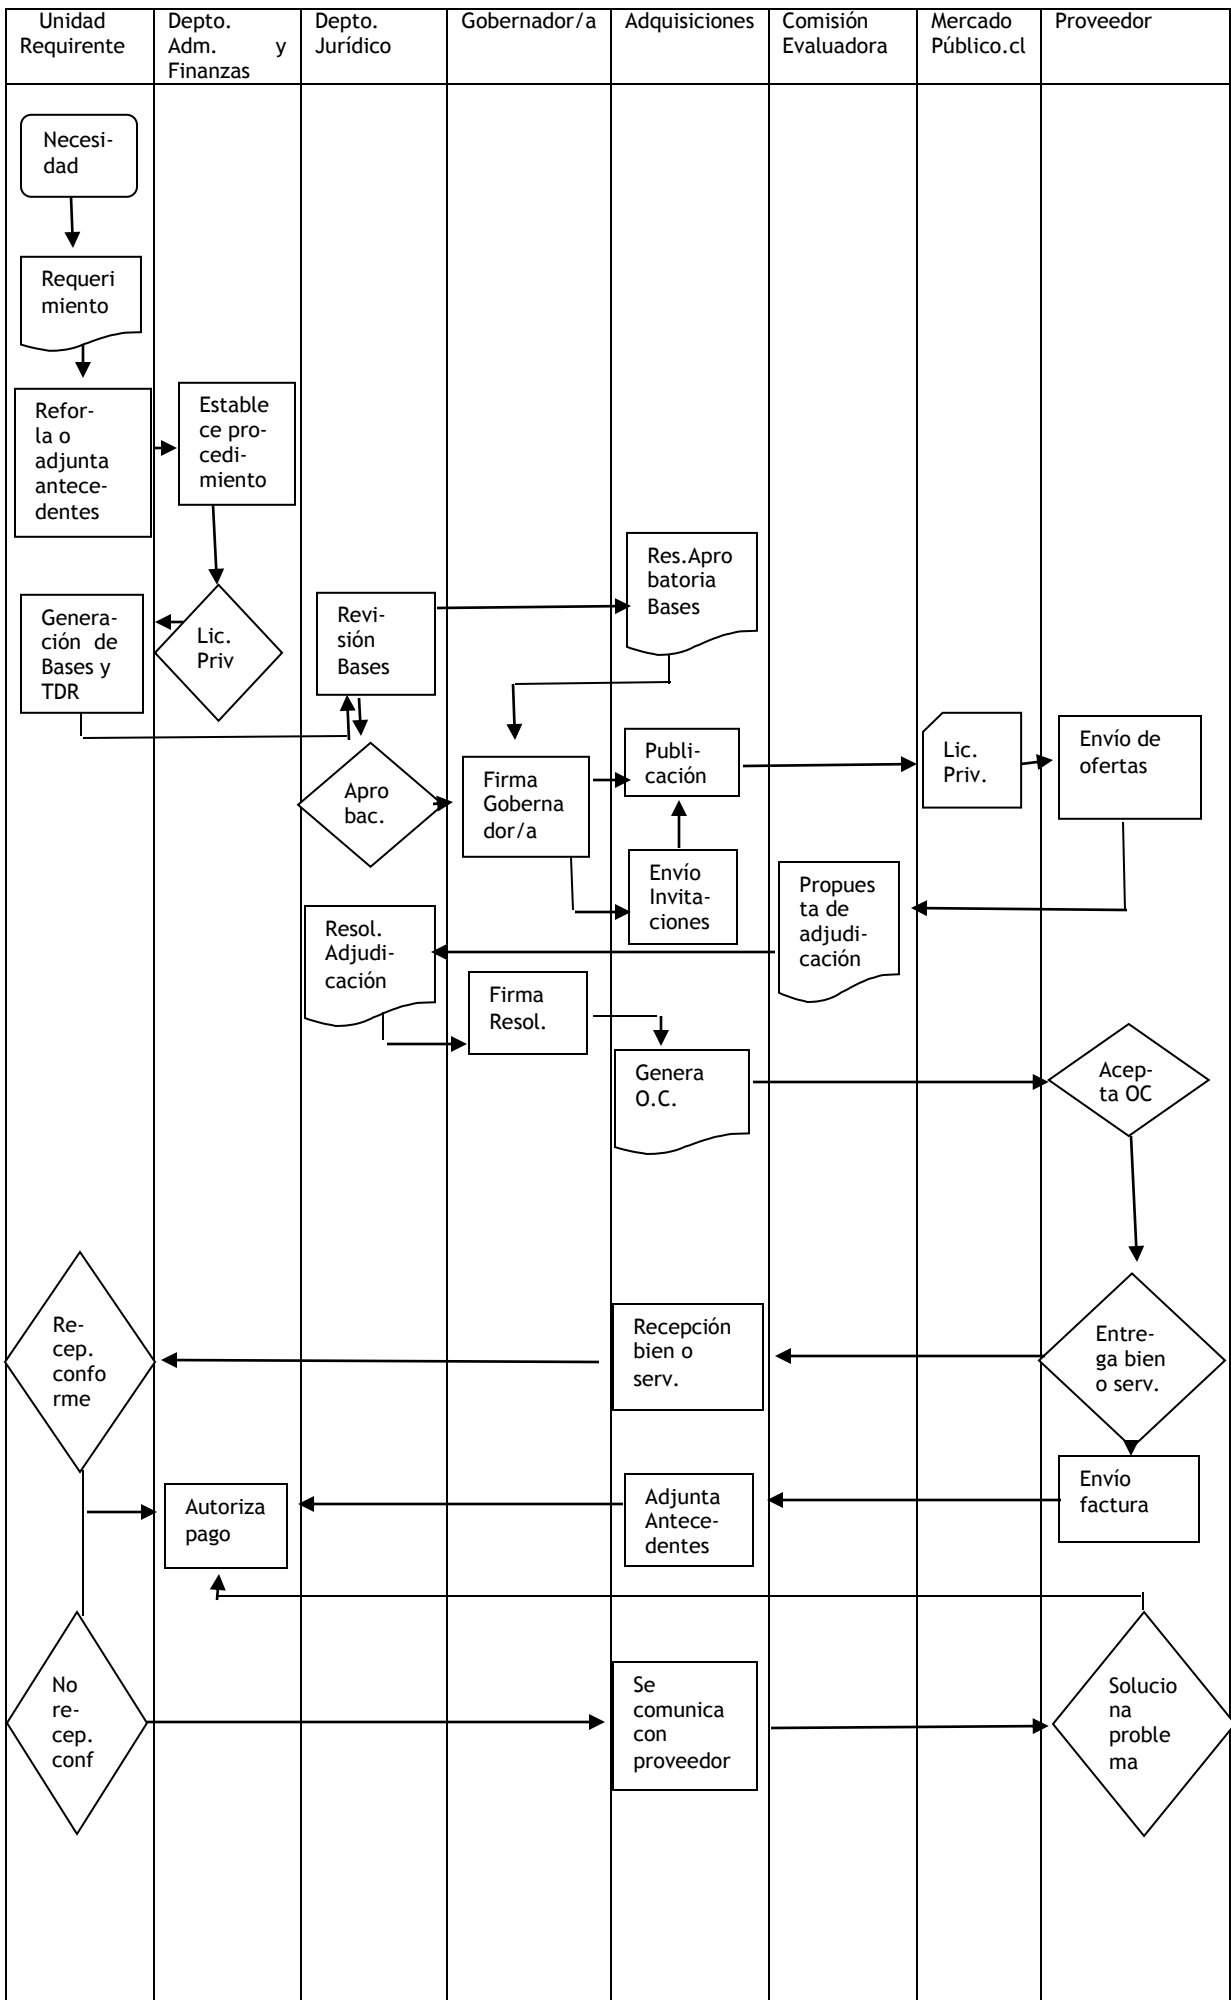 Unidad
Requirente
Depto.
Adm. y
Finanzas
Depto.
Jurídico
Gobernador/a
Adquisiciones
Comisión
Evaluadora
Mercado
Público.cl
Proveedor
Necesi-
dad
Requeri
miento
Refor-
la o
adjunta
antece-
dentes
Estable
ce pro-
cedi-
miento
Res.Apro
batoria
Bases
Genera-
ción de
Bases y
TDR
Lic.
Priv
Revi-
sión
Bases
Apro
bac.
Firma
Goberna
dor/a
Publi-
cación
Lic.
Priv.
Envío de
ofertas
Envío
Invita-
ciones
Propues
ta de
adjudi-
cación
Resol.
Adjudi-
cación
Firma
Resol.
Genera
O.C.
Acep-
ta OC
Re-
cep.
confo
rme
Recepción
bien o
serv.
Entre-
ga bien
o serv.
Autoriza
pago
Adjunta
Antece-
dentes
Envío
factura
No
re-
cep.
conf
Se
comunica
con
proveedor
Solucio
na
proble
ma